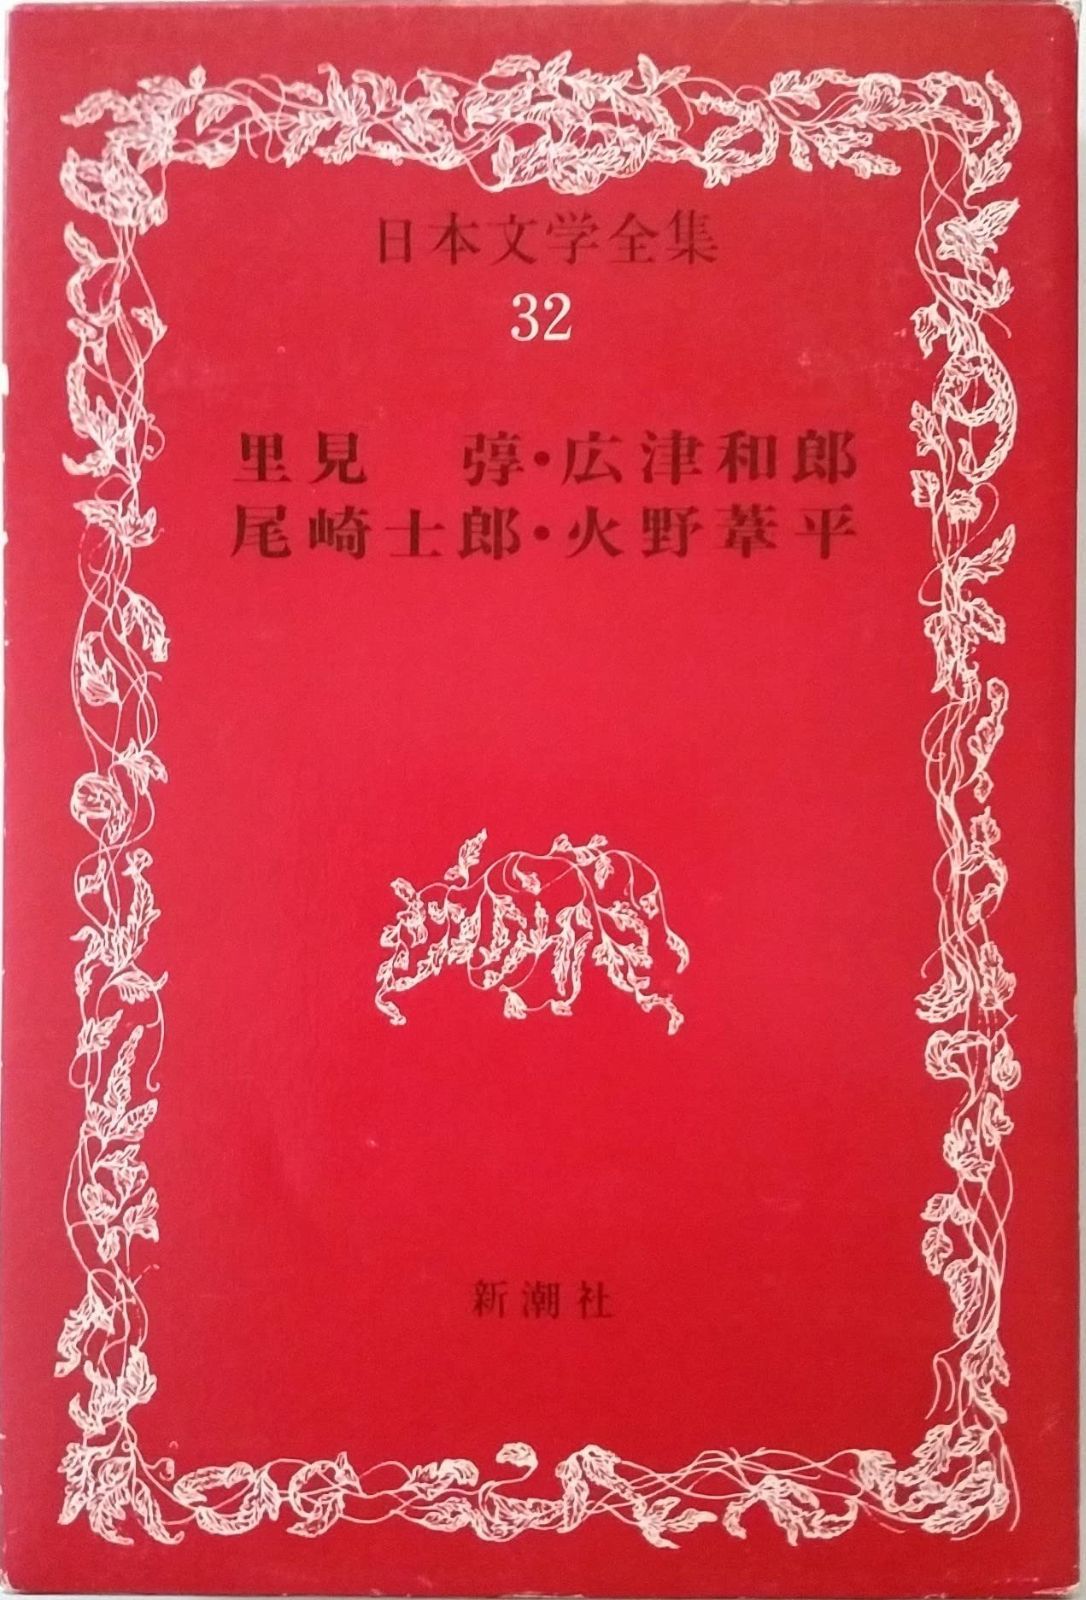 日本文学全集
32
里見 弴・広津和郎
尾崎士郎・火野葦平
新潮社